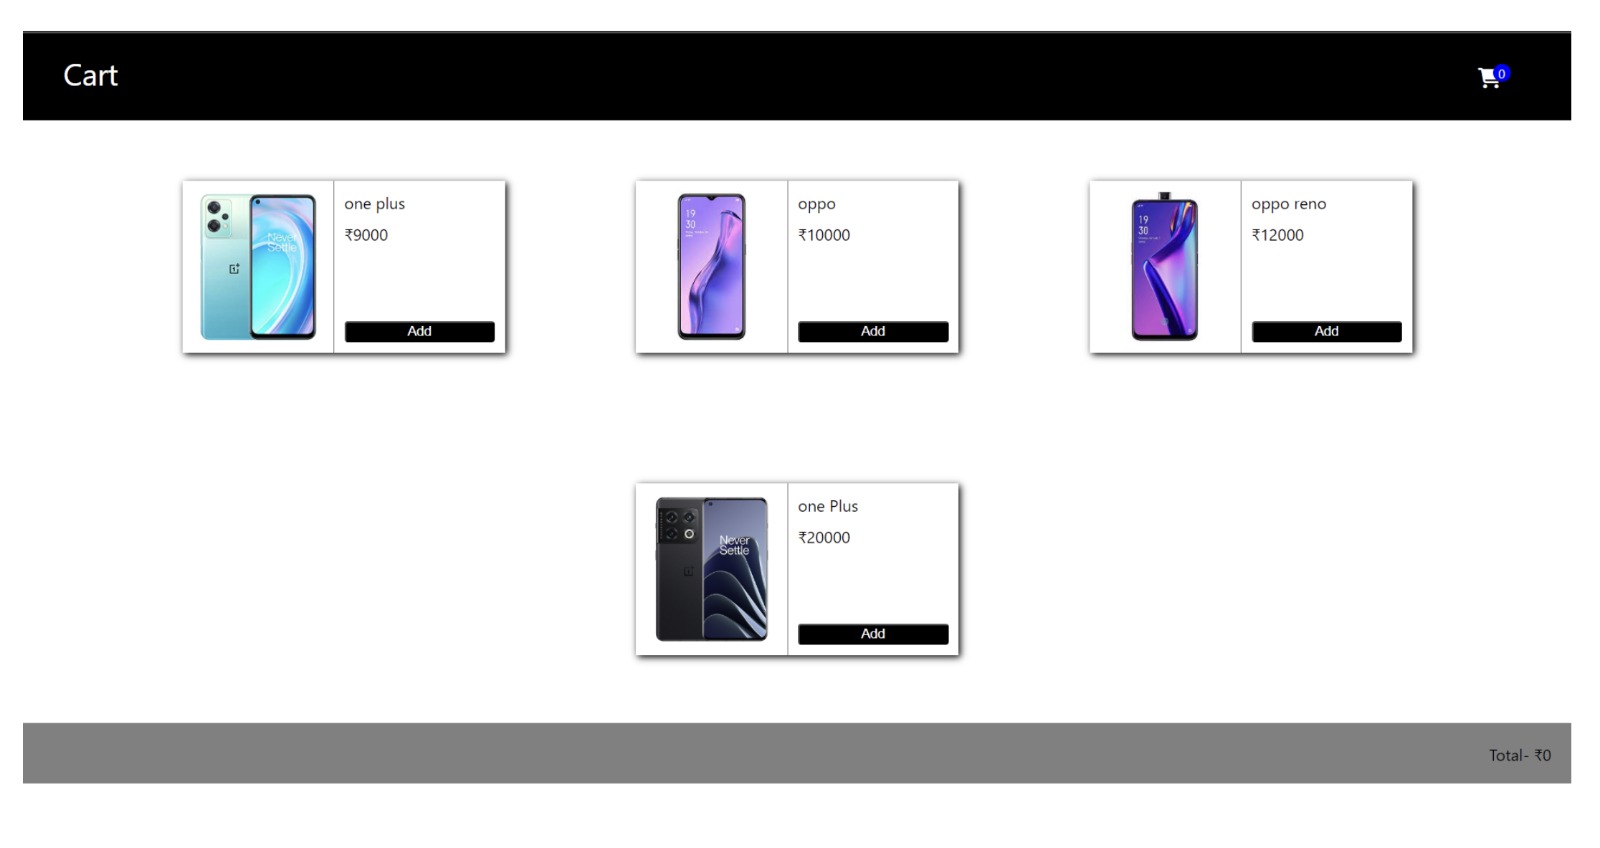 Cart
0
one plus
₹9000
Never
Settle
Add
oppo
₹10000
19
30
Add
oppo reno
₹12000
19
30
Add
one Plus
₹20000
Never
Settle
Add
Total- ₹0